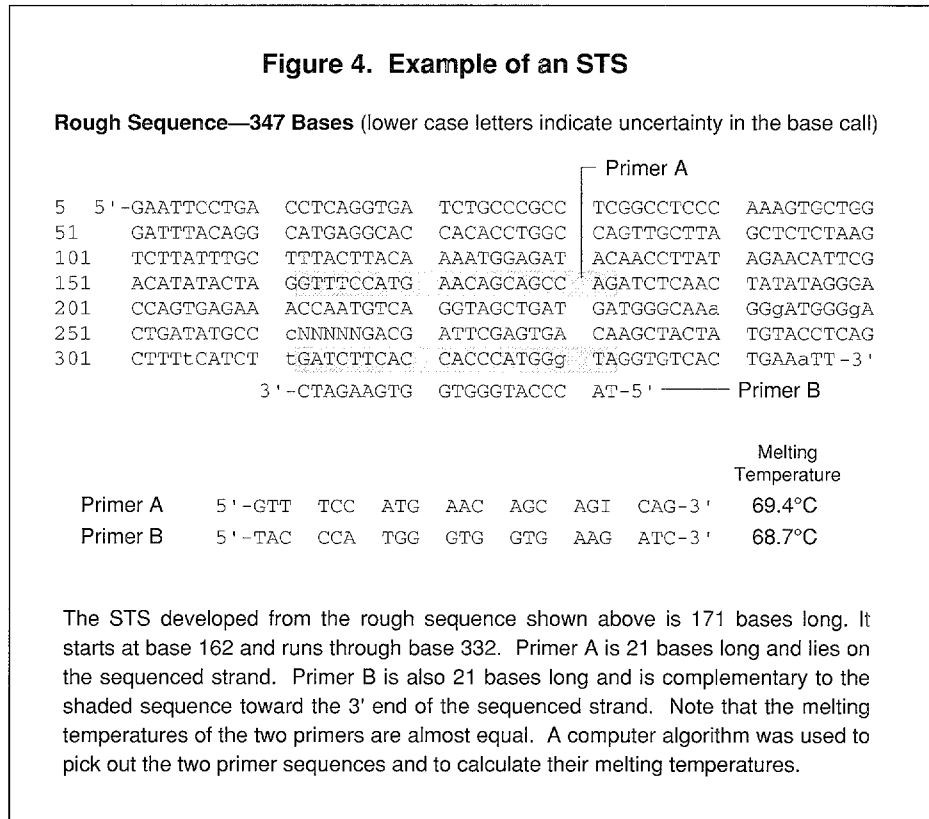 Figure 4. Example of an STS
Rough Sequence—347 Bases (lower case letters indicate uncertainty in the base call)
Primer A
5 5'-GAATTCCTGA CCTCAGGTGA TCTGCCCGCC TCGGCCTCCC AAAGTGCTGG
51 GATTTACAGG CATGAGGCAC CACACCTGGC CAGTTGCTTA GCTCTCTAAG
101 TCTTATTTGC TTTACTTACA AAATGGAGAT ACAACCTTAT AGAACATTCG
151 ACATATACTAG GTTTCCATG AACAGCAGCC AGATCTCAAC TATATAGGGA
201 CCAGTGAGAA ACCAATGTCA GGTAGCTGAT GATGGGCAAa GGgATGGGgA
251 CTGATATGCC cNNNNNGACG ATTCGAGTGA CAAGCTACTA TGTACCTCAG
301 CTTTtCATCT tGATCTTCAC CACCCATGGg TAGGTGTCAC TGAAaTT-3'
3'-CTAGAAGTG GTGGGTACCC AT-5' Primer B
Melting
Temperature
Primer A 5'-GTT TCC ATG AAC AGC AGI CAG-3' 69.4°C
Primer B 5'-TAC CCA TGG GTG GTG AAG ATC-3' 68.7°C
The STS developed from the rough sequence shown above is 171 bases long. It
starts at base 162 and runs through base 332. Primer A is 21 bases long and lies on
the sequenced strand. Primer B is also 21 bases long and is complementary to the
shaded sequence toward the 3' end of the sequenced strand. Note that the melting
temperatures of the two primers are almost equal. A computer algorithm was used to
pick out the two primer sequences and to calculate their melting temperatures.